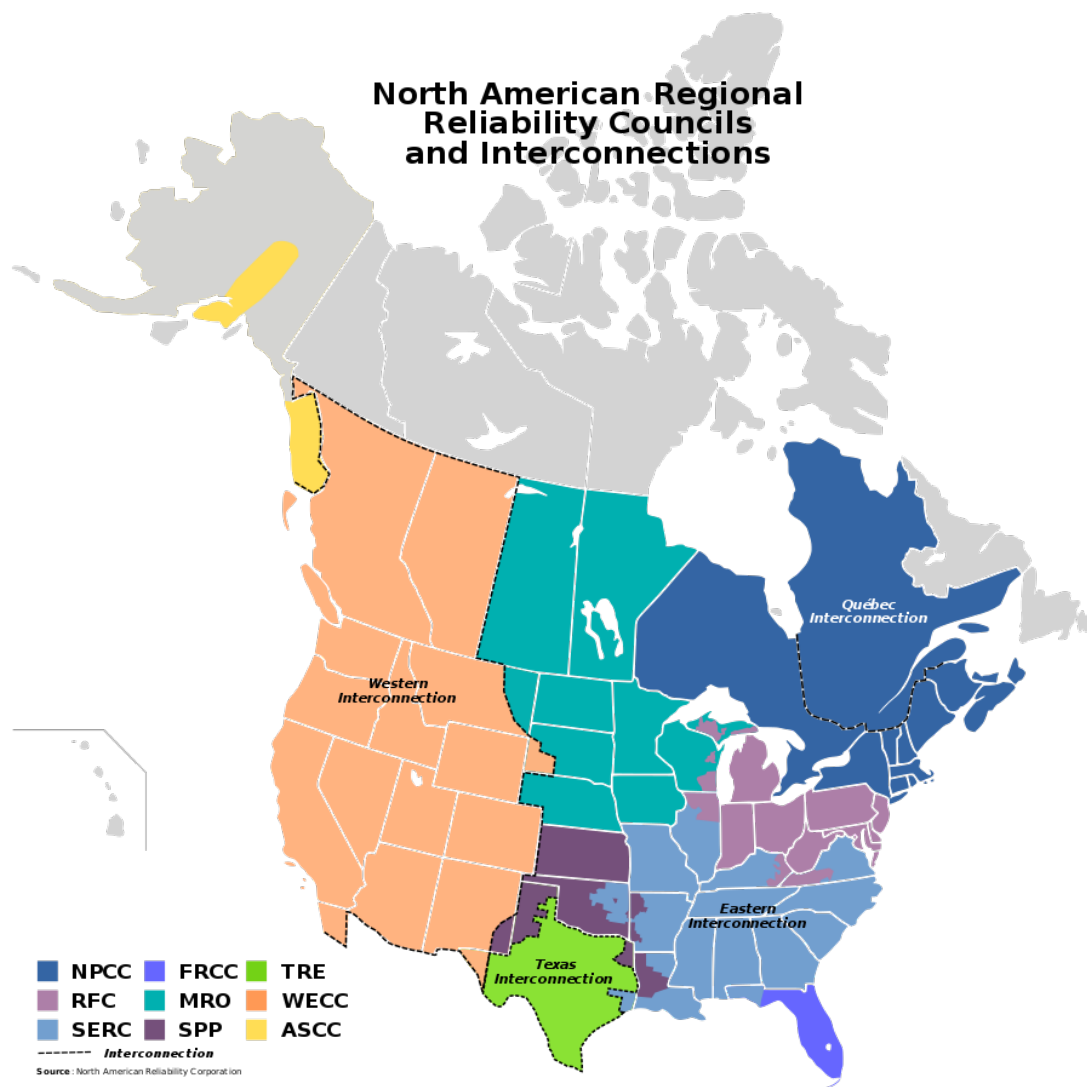 North American Regional
Reliability Councils
and Interconnections
Québec
Interconnection
Western
Interconnection
Eastern
Interconnection
Texas
Interconnection
NPCC
FRCC
TRE
RFC
MRO
WECC
SERC
SPP
ASCC
Interconnection
Source: North American Reliability Corporation